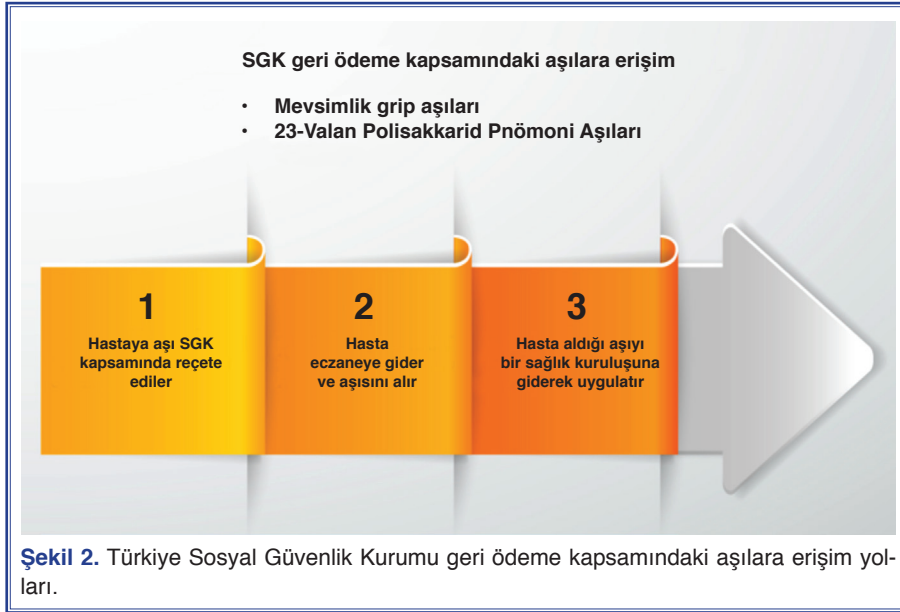 SGK geri ödeme kapsamındaki aşılara erişim
• Mevsimlik grip aşıları
• 23-Valan Polisakkarid Pnömoni Aşıları
1
Hastaya aşı SGK
kapsamında reçete
ediler
2
Hasta
eczaneye gider
ve aşısını alır
3
Hasta aldığı aşıyı
bir sağlık kuruluşuna
giderek uygulatır
Şekil 2. Türkiye Sosyal Güvenlik Kurumu geri ödeme kapsamındaki aşılara erişim yol-
ları.